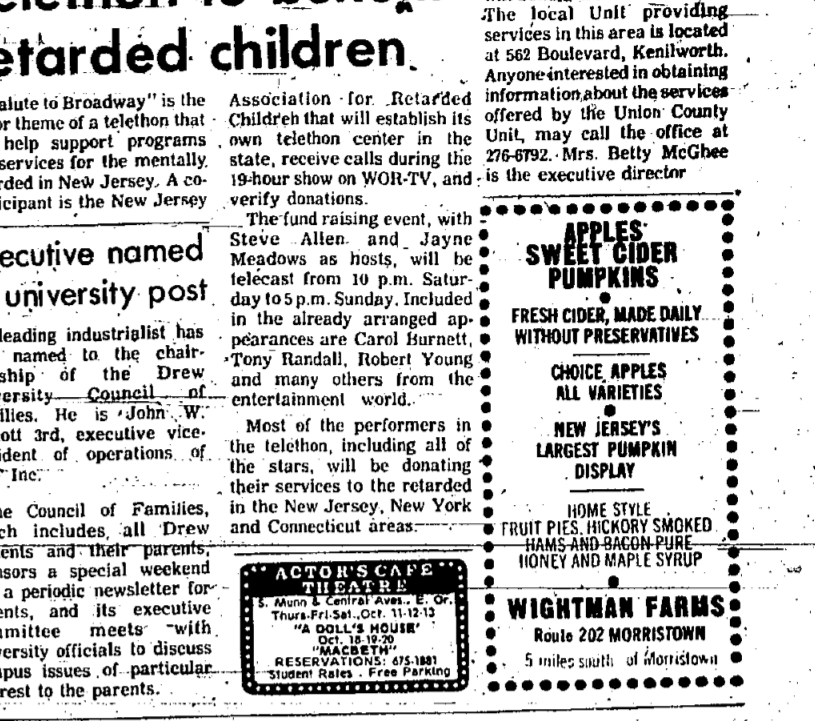 retarded children
alute to Broadway" is the
or theme of a telethon that
help support programs
services for the mentally
rded in New Jersey. A co-
icipant is the New Jersey
Association for Retarded
Children that will establish its
own telethon center in the
state, receive calls during the
19-hour show on WOR-TV, and
verify donations.
The fund raising event, with
Steve Allen and Jayne
Meadows as hosts, will be
telecast from 10 p.m. Satur-
day to 5 p.m. Sunday. Included
in the already arranged ap-
pearances are Carol Burnett,
Tony Randall, Robert Young
and many others from the
entertainment world.
Most of the performers in
the telethon, including all of
the stars, will be donating
their services to the retarded
in the New Jersey, New York
and Connecticut areas.
The local Unit providing
services in this area is located
at 562 Boulevard, Kenilworth.
Anyone interested in obtaining
information about the services
offered by the Union County
Unit, may call the office at
276-6792. Mrs. Betty McGhee
is the executive director
ecutive named
university post
leading industrialist has
named to the chair-
ship of the Drew
ersity Council of
ilies. He is John W.
ott 3rd, executive vice-
ident of operations of
Inc.
e Council of Families,
ch includes all Drew
ents and their parents,
nsors a special weekend
a periodic newsletter for
ents, and its executive
mmittee meets with
versity officials to discuss
pus issues of particular
rest to the parents.
ACTOR'S CAFE
THEATRE
S. Munn & Central Aves., E. Or.
Thurs-Fri-Sat., Oct. 11-12-13
"A DOLL'S HOUSE"
Oct. 18-19-20
"MACBETH"
RESERVATIONS: 675-1881
Student Rates . Free Parking
APPLES
SWEET CIDER
PUMPKINS
FRESH CIDER, MADE DAILY
WITHOUT PRESERVATIVES
CHOICE APPLES
ALL VARIETIES
NEW JERSEY'S
LARGEST PUMPKIN
DISPLAY
HOME STYLE
FRUIT PIES, HICKORY SMOKED
HAMS AND BACON PURE
HONEY AND MAPLE SYRUP
WIGHTMAN FARMS
Route 202 MORRISTOWN
5 miles south of Morristown